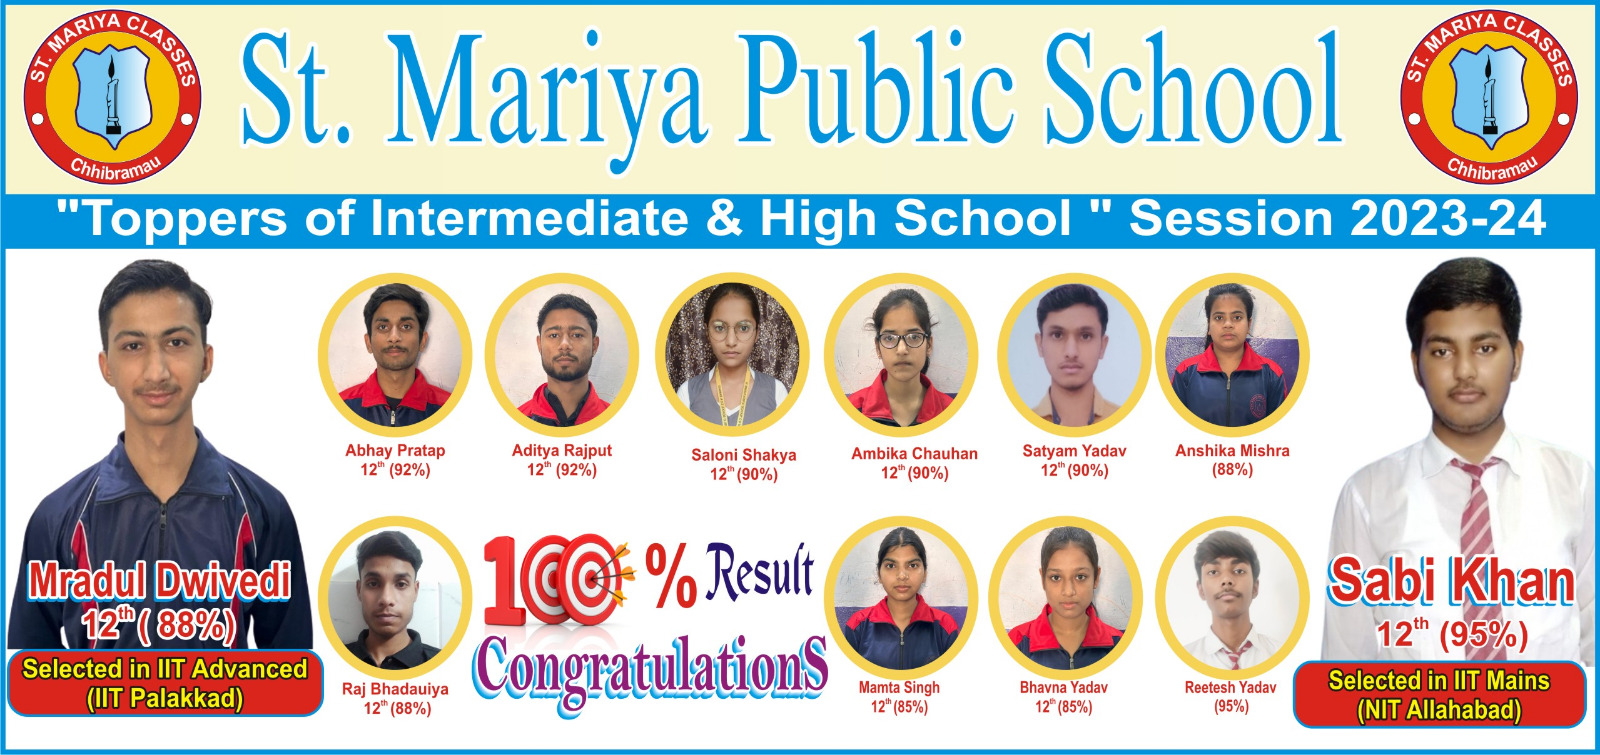 ST. MARIYA CLASSES
Chhibramau
St. Mariya Public School
ST. MARIYA CLASSES
Chhibramau
"Toppers of Intermediate & High School " Session 2023-24
Abhay Pratap
12th (92%)
Aditya Rajput
12th (92%)
Saloni Shakya
12th (90%)
Ambika Chauhan
12th (90%)
Satyam Yadav
12th (90%)
Anshika Mishra
(88%)
Mradul Dwivedi
12th ( 88%)
Selected in IIT Advanced
(IIT Palakkad)
Raj Bhadauiya
12th (88%)
100 % Result
CongratulationS
Mamta Singh
12th (85%)
Bhavna Yadav
12th (85%)
Reetesh Yadav
(95%)
Sabi Khan
12th (95%)
Selected in IIT Mains
(NIT Allahabad)